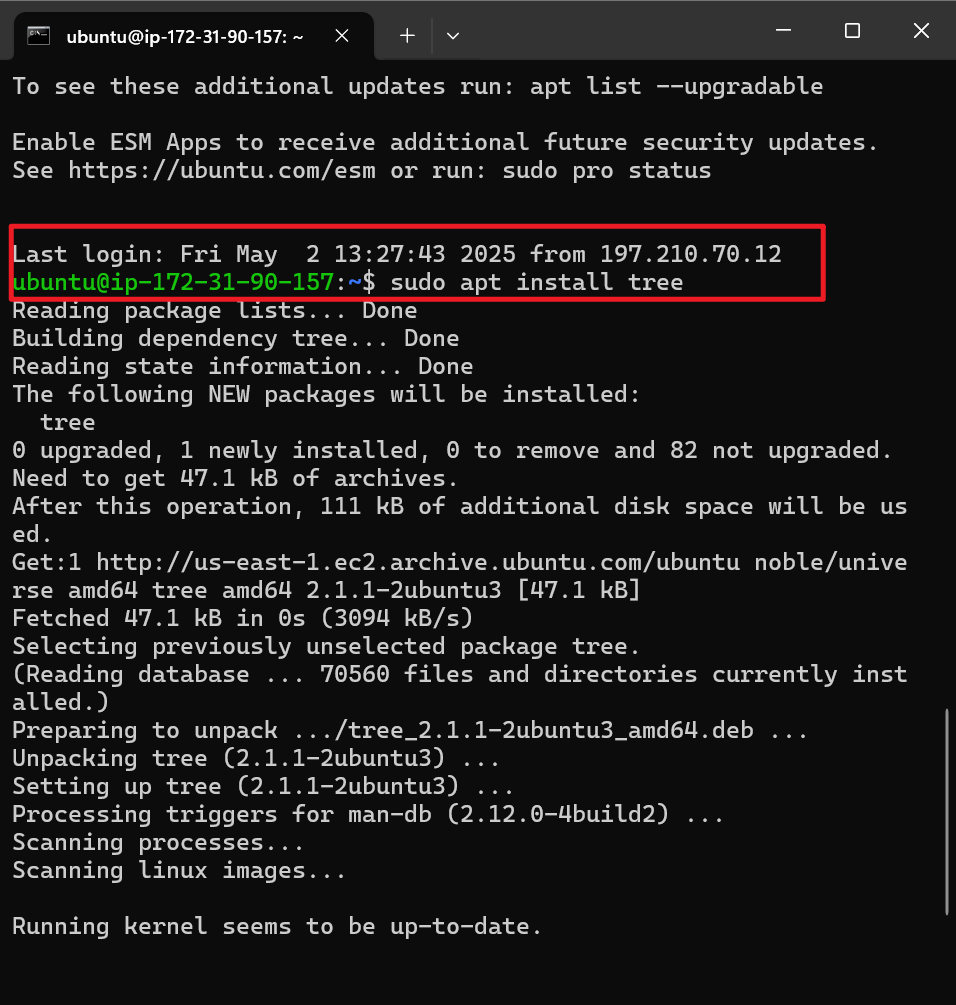 ubuntu@ip-172-31-90-157: ~
To see these additional updates run: apt list --upgradable
Enable ESM Apps to receive additional future security updates.
See https://ubuntu.com/esm or run: sudo pro status
Last login: Fri May  2 13:27:43 2025 from 197.210.70.12
ubuntu@ip-172-31-90-157:~$ sudo apt install tree
Reading package lists... Done
Building dependency tree... Done
Reading state information... Done
The following NEW packages will be installed:
  tree
0 upgraded, 1 newly installed, 0 to remove and 82 not upgraded.
Need to get 47.1 kB of archives.
After this operation, 111 kB of additional disk space will be us
ed.
Get:1 http://us-east-1.ec2.archive.ubuntu.com/ubuntu noble/unive
rse amd64 tree amd64 2.1.1-2ubuntu3 [47.1 kB]
Fetched 47.1 kB in 0s (3094 kB/s)
Selecting previously unselected package tree.
(Reading database ... 70560 files and directories currently inst
alled.)
Preparing to unpack .../tree_2.1.1-2ubuntu3_amd64.deb ...
Unpacking tree (2.1.1-2ubuntu3) ...
Setting up tree (2.1.1-2ubuntu3) ...
Processing triggers for man-db (2.12.0-4build2) ...
Scanning processes...
Scanning linux images...
Running kernel seems to be up-to-date.